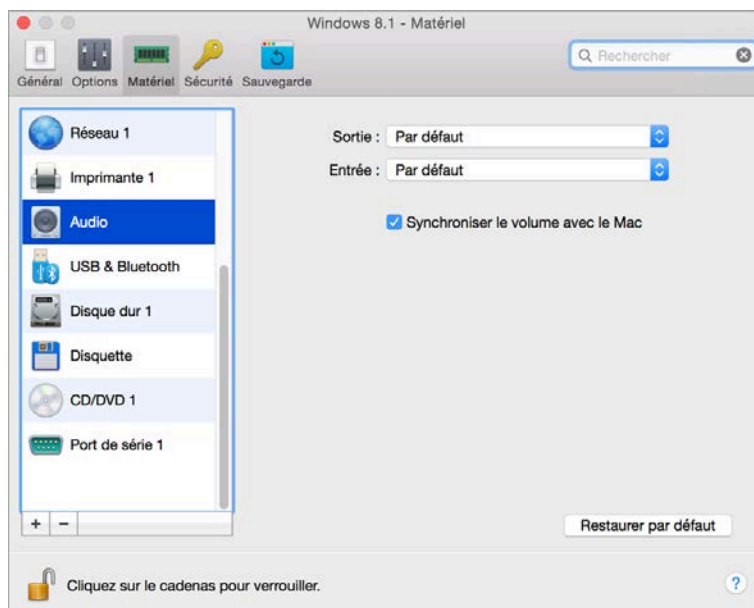 Windows 8.1 - Matériel
Général Options Matériel Sécurité Sauvegarde
Rechercher
Réseau 1
Imprimante 1
Audio
USB & Bluetooth
Disque dur 1
Disquette
CD/DVD 1
Port de série 1
+ −
Sortie : Par défaut
Entrée : Par défaut
Synchroniser le volume avec le Mac
Restaurer par défaut
Cliquez sur le cadenas pour verrouiller.
?